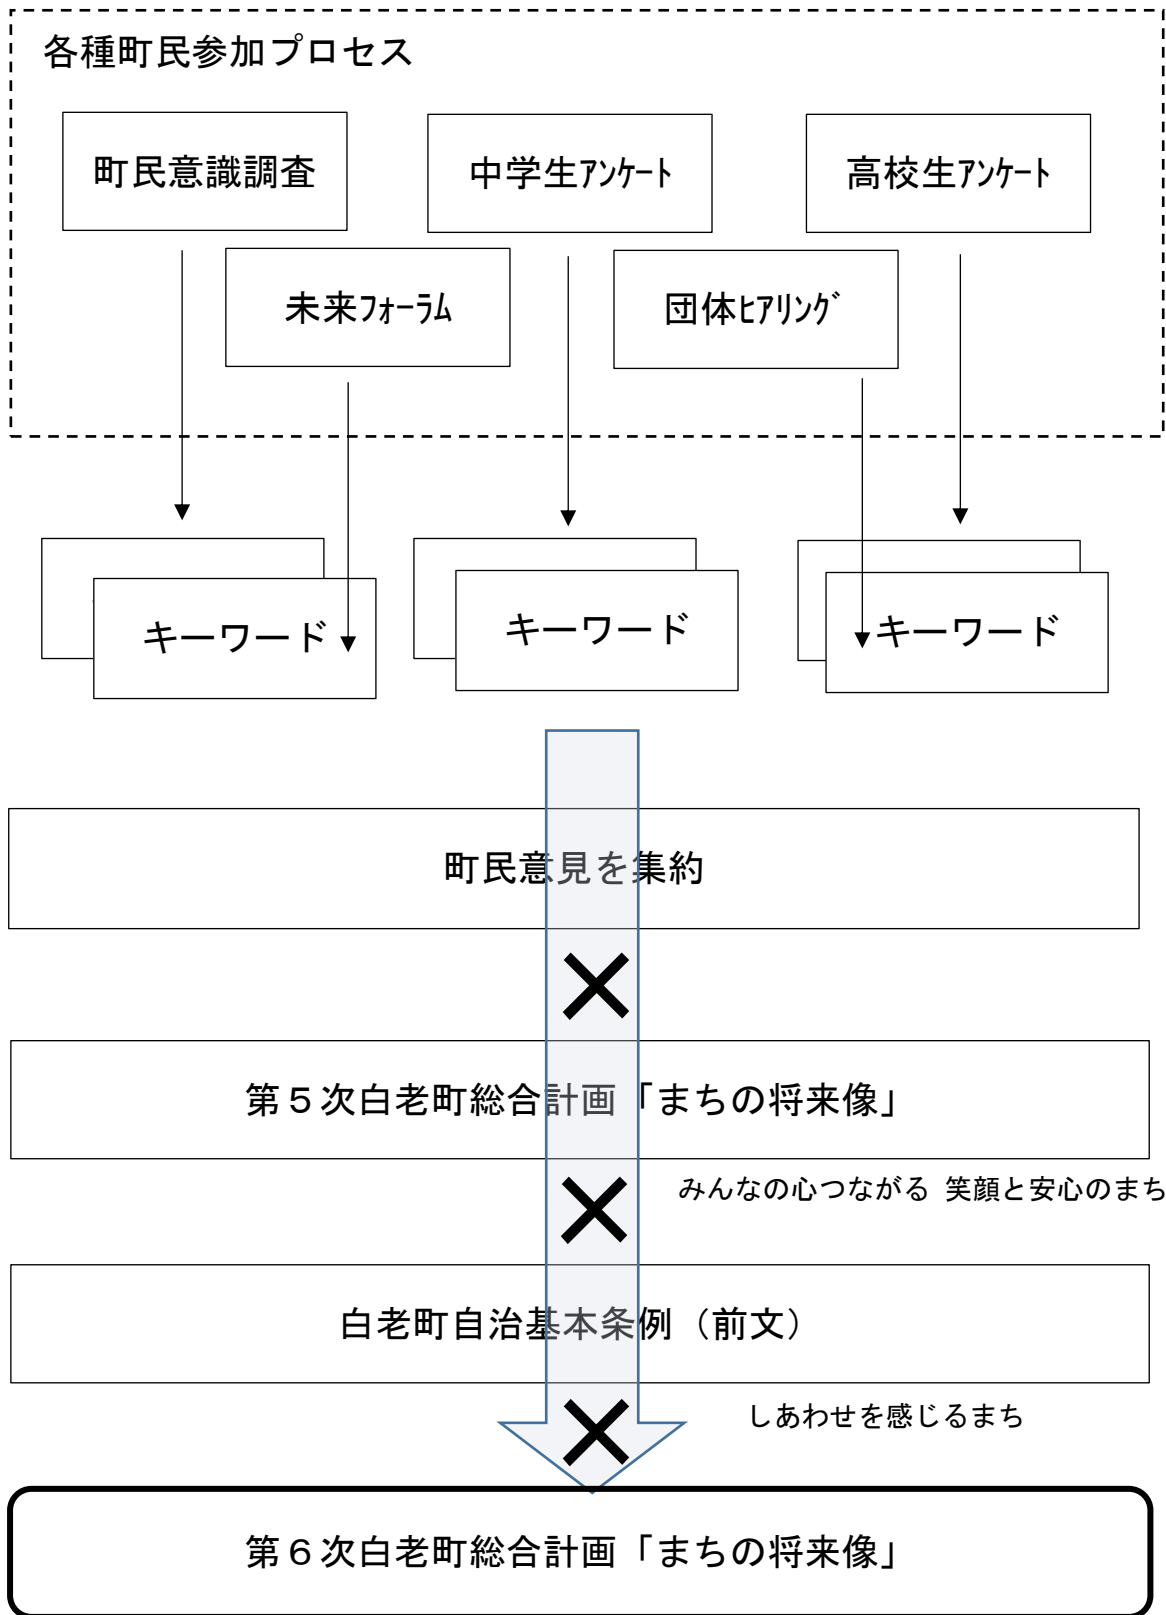 各種町民参加プロセス
町民意識調査
中学生ｱﾝｹｰﾄ
高校生ｱﾝｹｰﾄ
未来ﾌｫｰﾗﾑ
団体ﾋｱﾘﾝｸﾞ
キーワード
キーワード
キーワード
町民意見を集約
×
第５次白老町総合計画「まちの将来像」
×
みんなの心つながる 笑顔と安心のまち
白老町自治基本条例（前文）
×
しあわせを感じるまち
第６次白老町総合計画「まちの将来像」